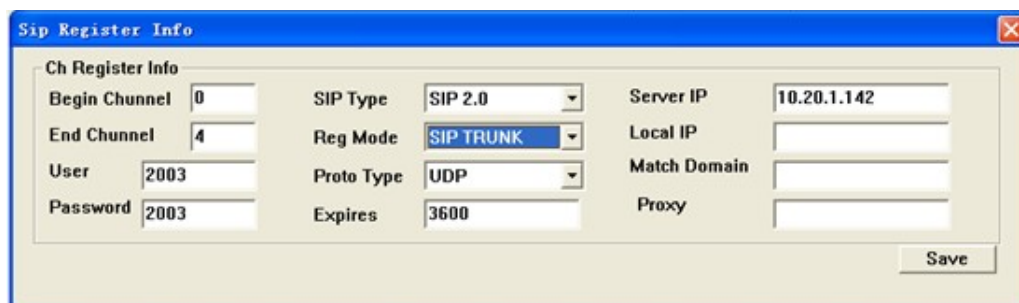 Sip Register Info
Ch Register Info
Begin Chunnel 0 SIP Type SIP 2.0 Server IP 10.20.1.142
End Chunnel 4 Reg Mode SIP TRUNK Local IP
User 2003 Proto Type UDP Match Domain
Password 2003 Expires 3600 Proxy
Save